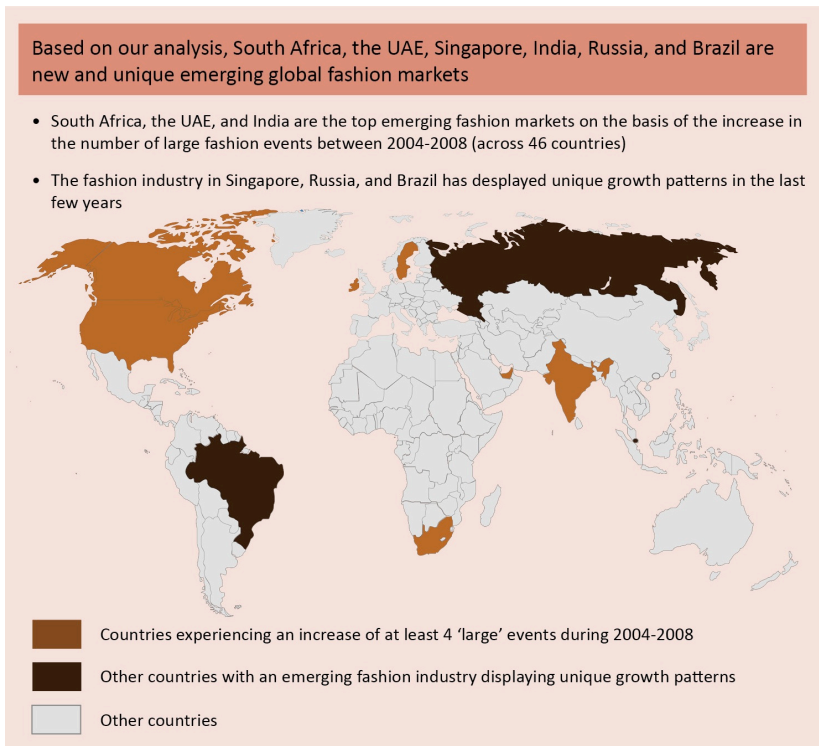 Based on our analysis, South Africa, the UAE, Singapore, India, Russia, and Brazil are
new and unique emerging global fashion markets
• South Africa, the UAE, and India are the top emerging fashion markets on the basis of the increase in
the number of large fashion events between 2004-2008 (across 46 countries)
• The fashion industry in Singapore, Russia, and Brazil has desplayed unique growth patterns in the last
few years
Countries experiencing an increase of at least 4 ‘large’ events during 2004-2008
Other countries with an emerging fashion industry displaying unique growth patterns
Other countries